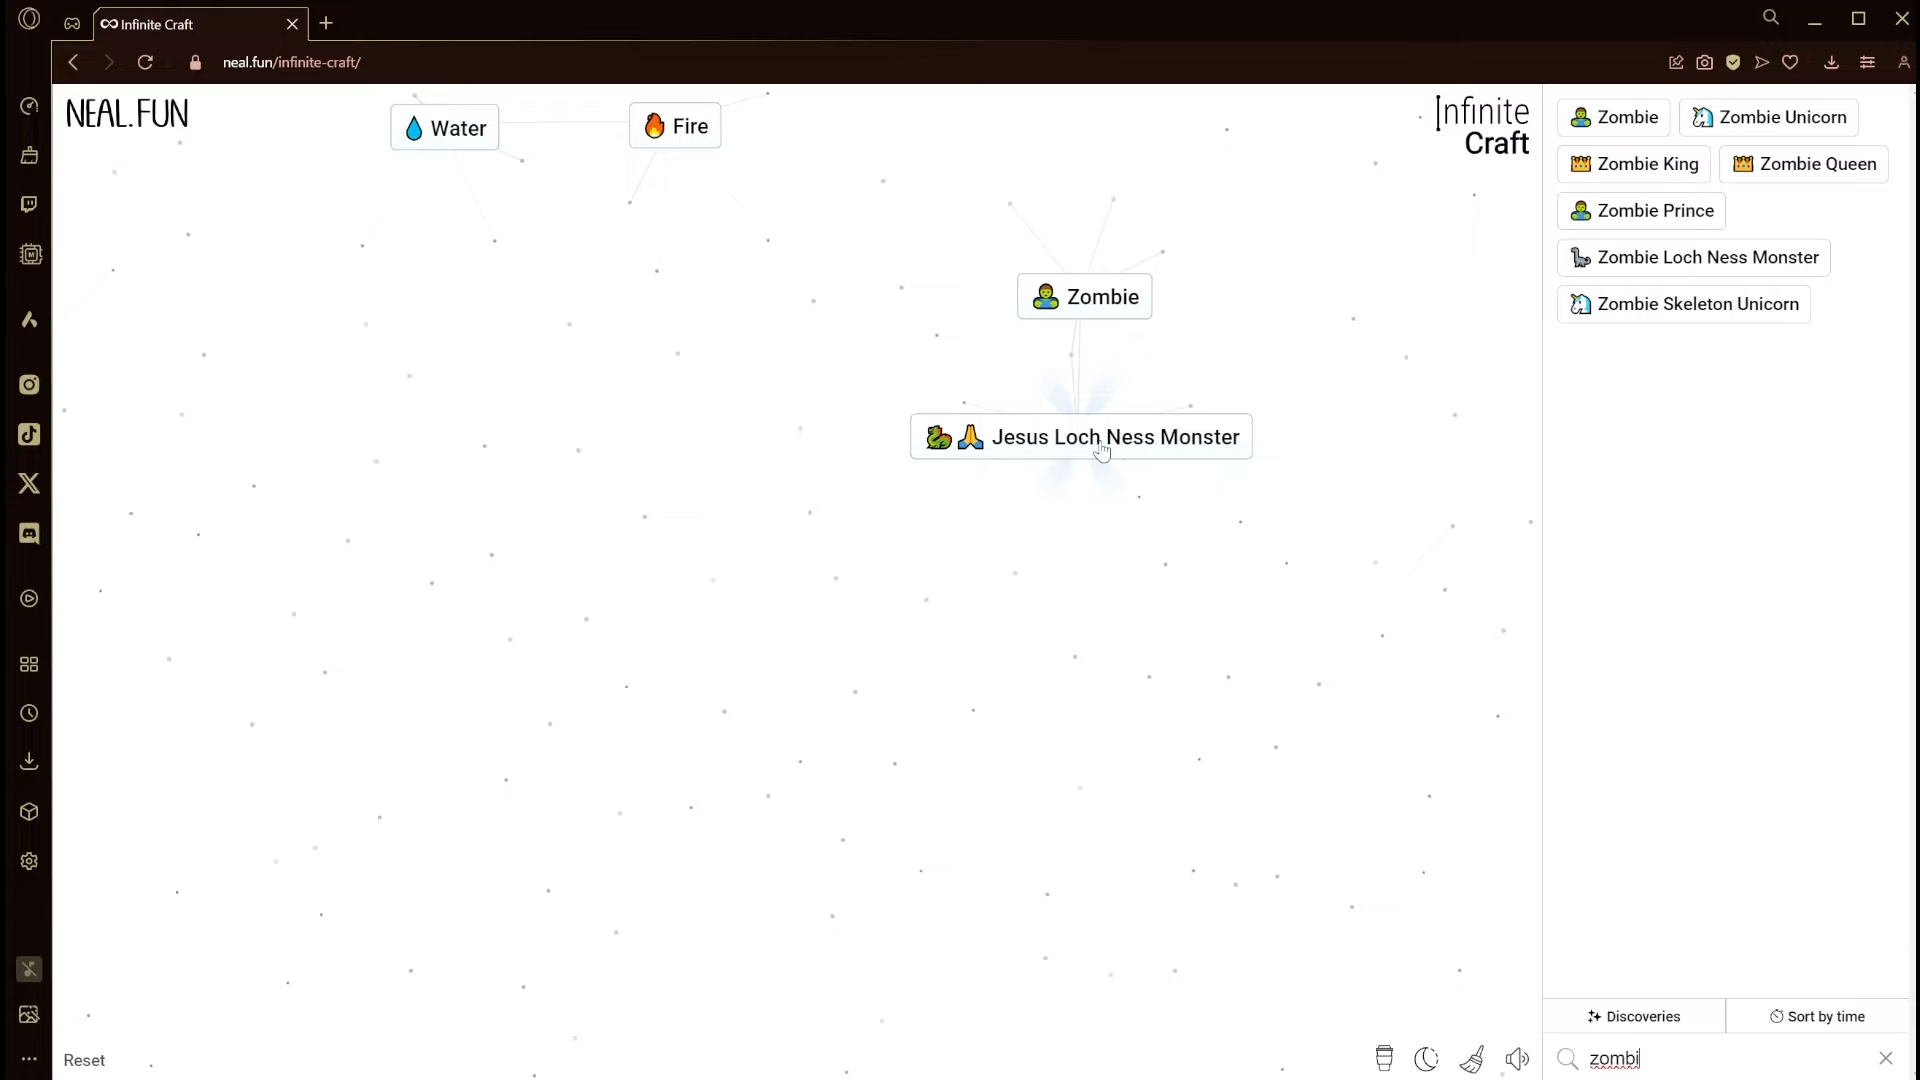 Infinite Craft
neal.fun/infinite-craft/
NEAL.FUN
Water
Fire
Infinite
Craft
Zombie
Zombie Unicorn
Zombie King
Zombie Queen
Zombie Prince
Zombie Loch Ness Monster
Zombie Skeleton Unicorn
Zombie
Jesus Loch Ness Monster
Discoveries
Sort by time
Reset
zombi